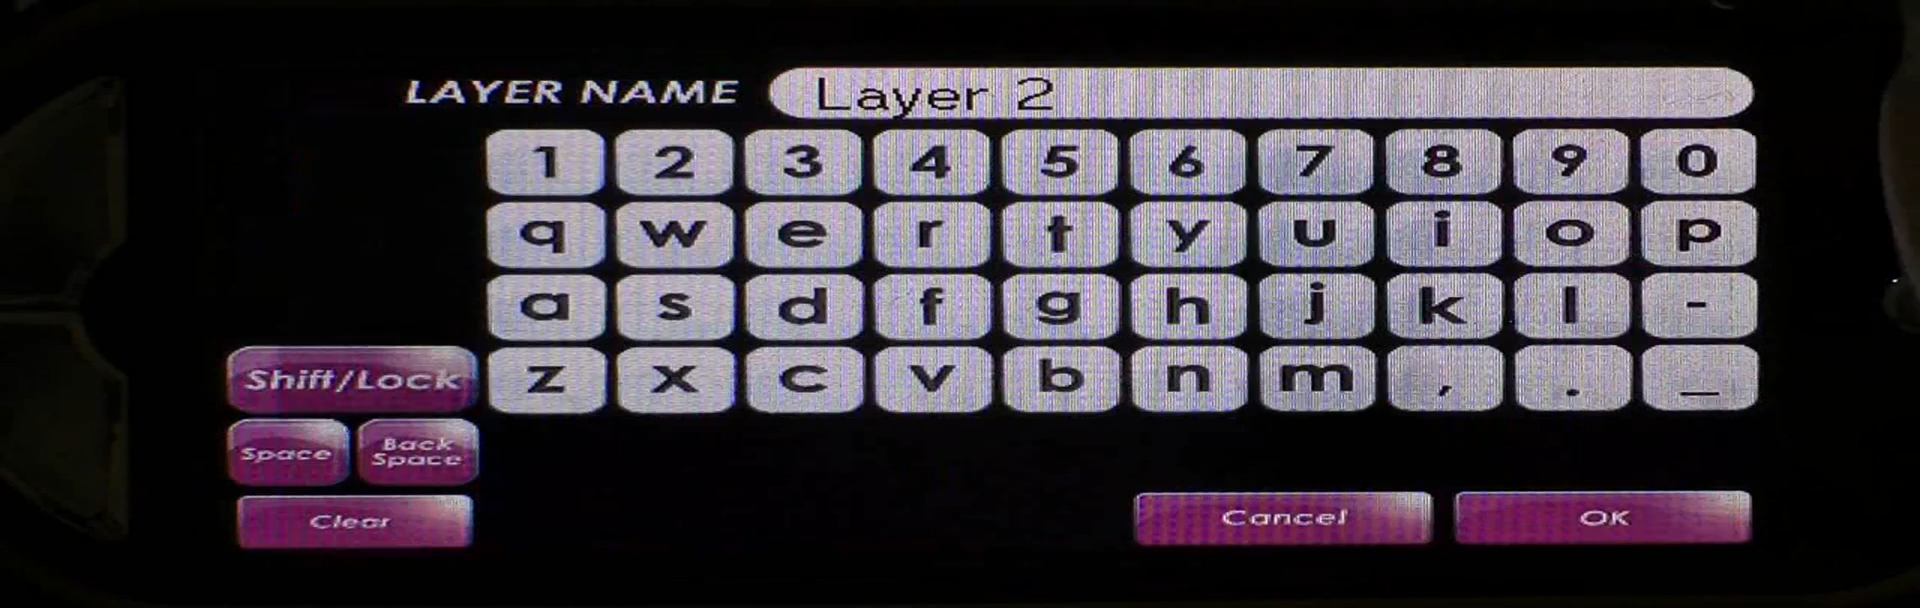 LAYER NAME Layer 2
1 2 3 4 5 6 7 8 9 0
q w e r t y u i o p
a s d f g h j k l -
Shift/Lock z x c v b n m , . _
Space Back Space
Clear Cancel OK